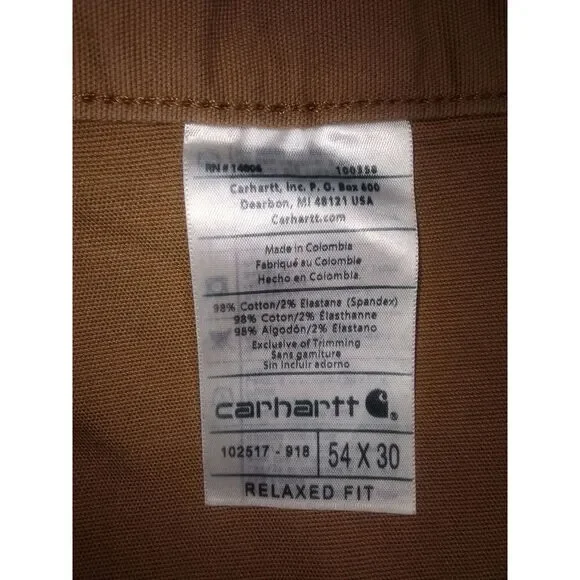 RN # 14806 100358
Carhartt, Inc. P. O. Box 600
Dearbon, MI 48121 USA
Carhartt.com
Made in Colombia
Fabriqué au Colombie
Hecho en Colombia
98% Cotton/2% Elastane (Spandex)
98% Coton/2% Élasthanne
98% Algodón/2% Elastano
Exclusive of Trimming
Sans garniture
Sin incluir adorno
carhartt ®
102517 - 918 54 X 30
RELAXED FIT